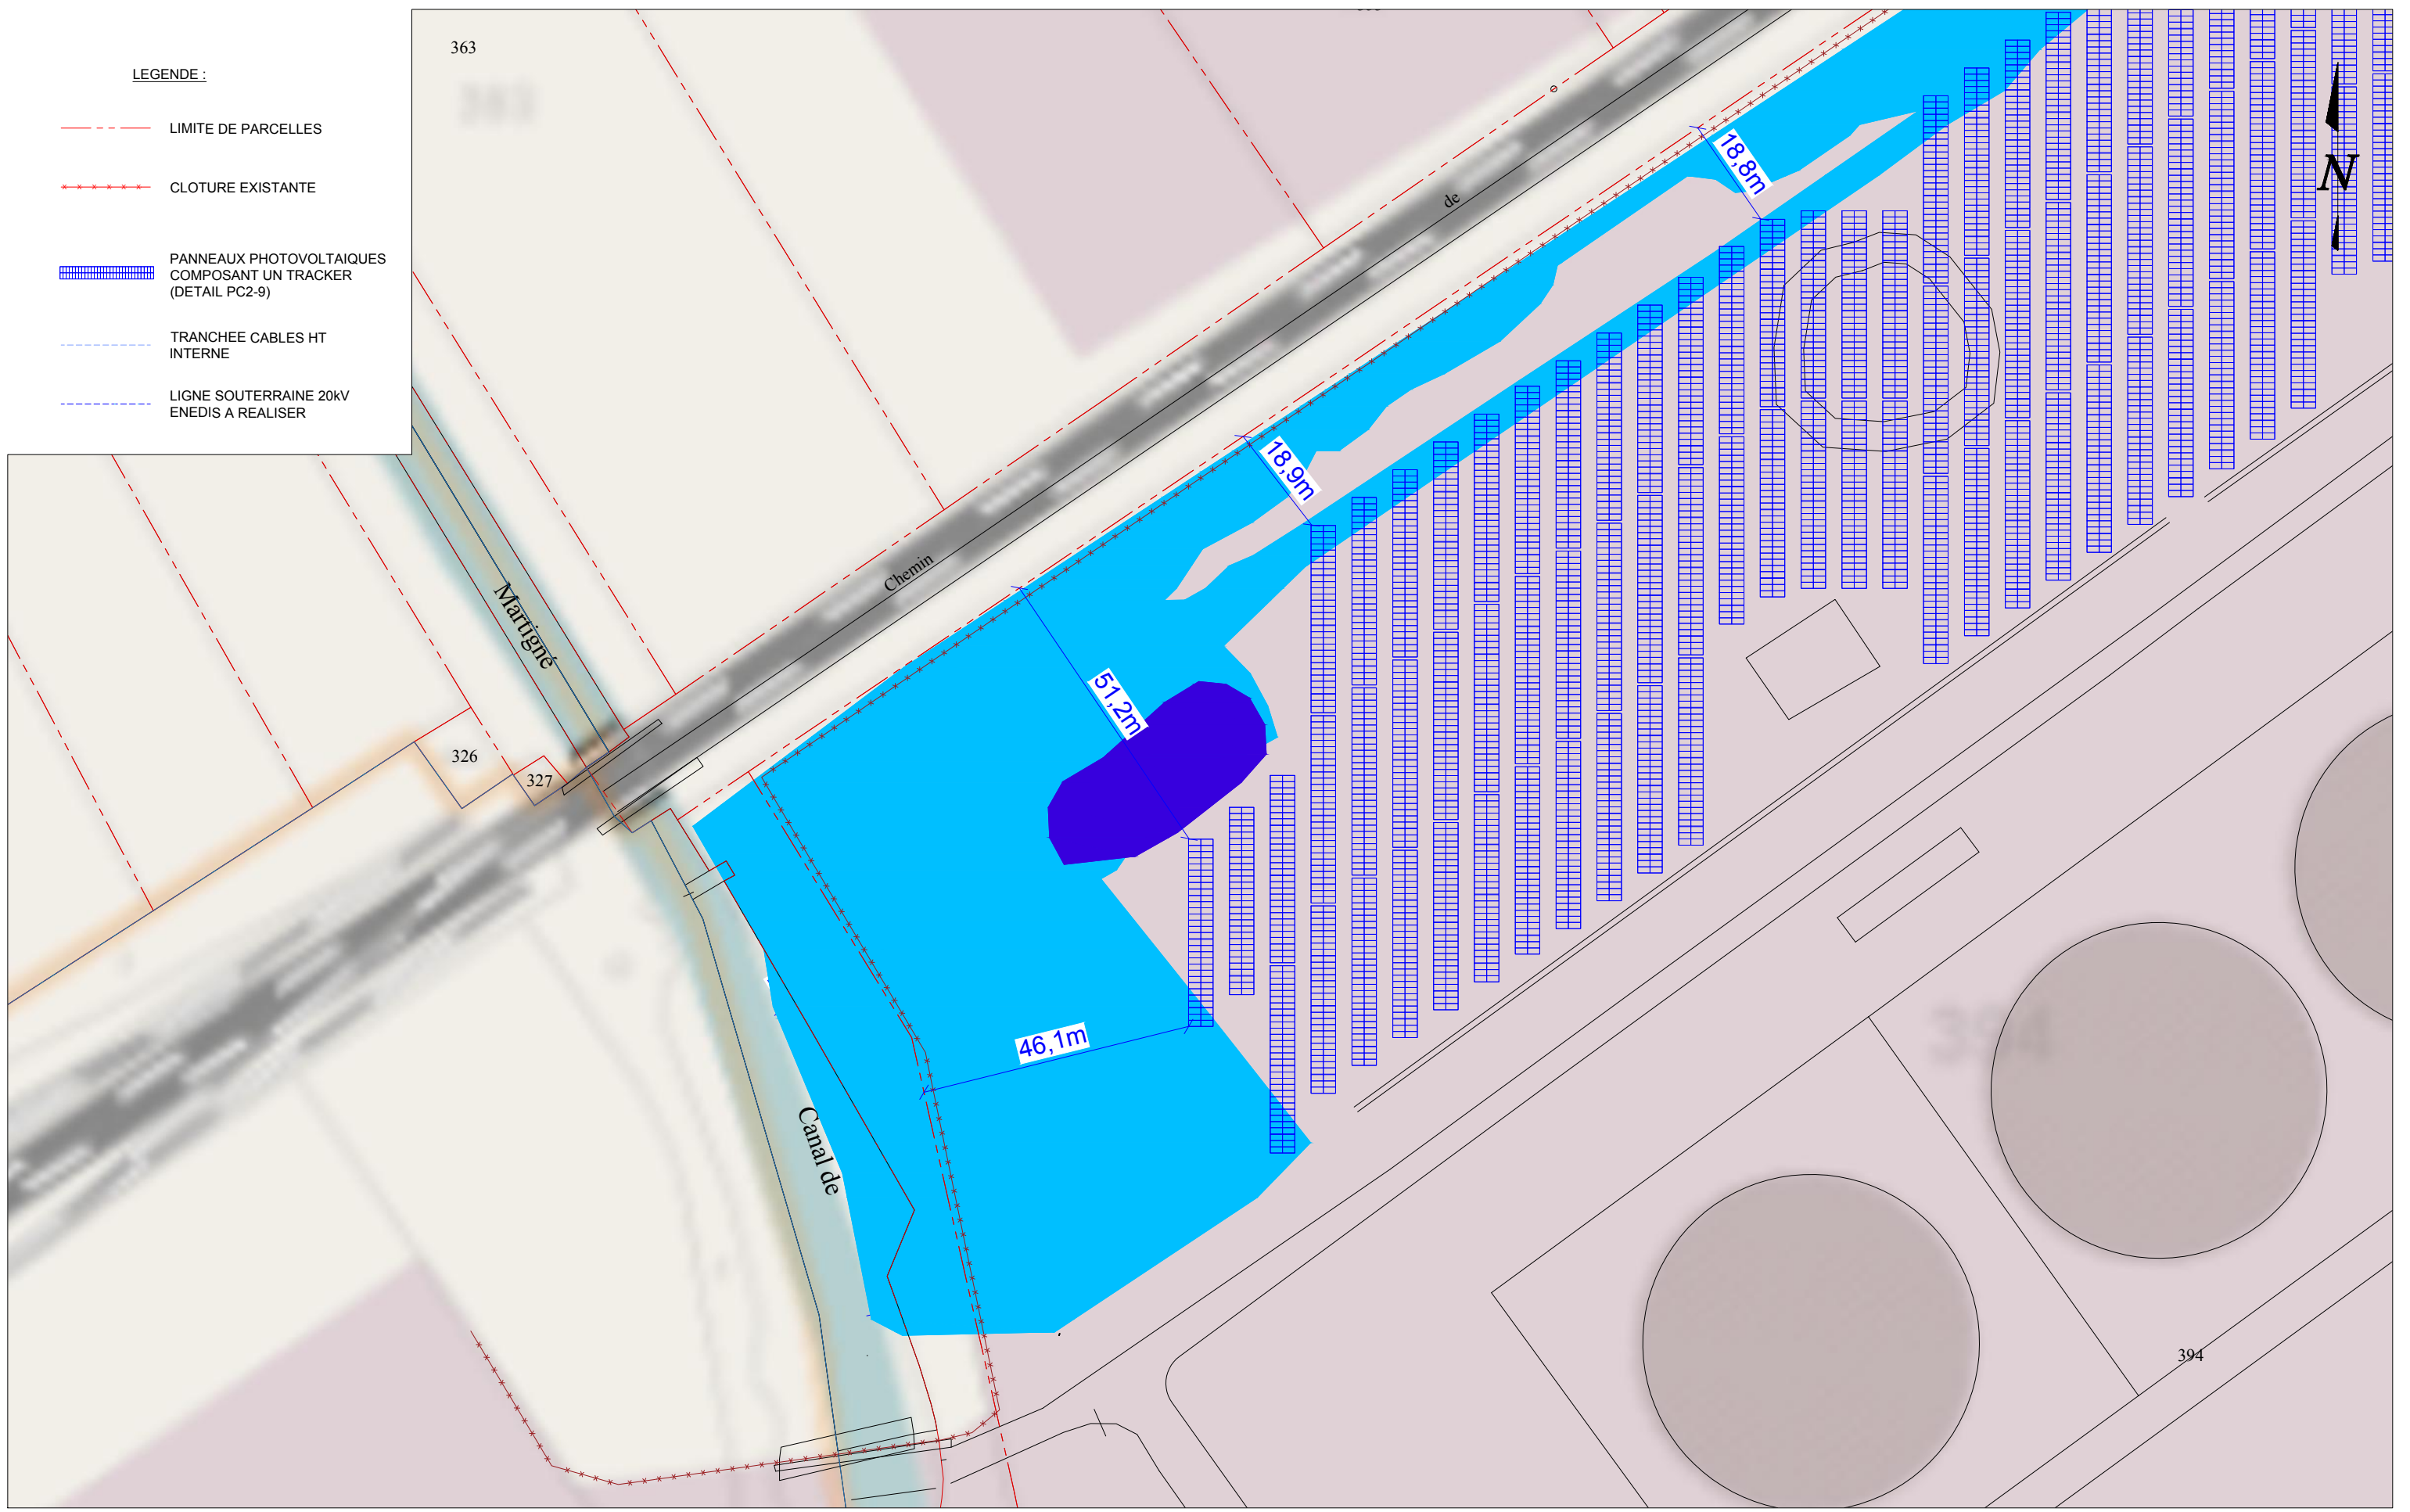 LEGENDE :
LIMITE DE PARCELLES
CLOTURE EXISTANTE
PANNEAUX PHOTOVOLTAIQUES
COMPOSANT UN TRACKER
(DETAIL PC2-9)
TRANCHEE CABLES HT
INTERNE
LIGNE SOUTERRAINE 20kV
ENEDIS A REALISER
363
383
18,8m
N
de
18,9m
Chemin
Martigné
51,2m
326
327
46,1m
394
Canal de
394